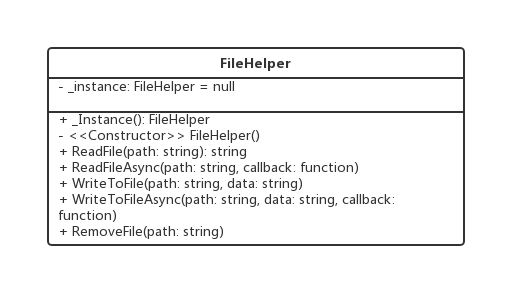 FileHelper
- _instance: FileHelper = null
+ _Instance(): FileHelper
- <<Constructor>> FileHelper()
+ ReadFile(path: string): string
+ ReadFileAsync(path: string, callback: function)
+ WriteToFile(path: string, data: string)
+ WriteToFileAsync(path: string, data: string, callback:
function)
+ RemoveFile(path: string)